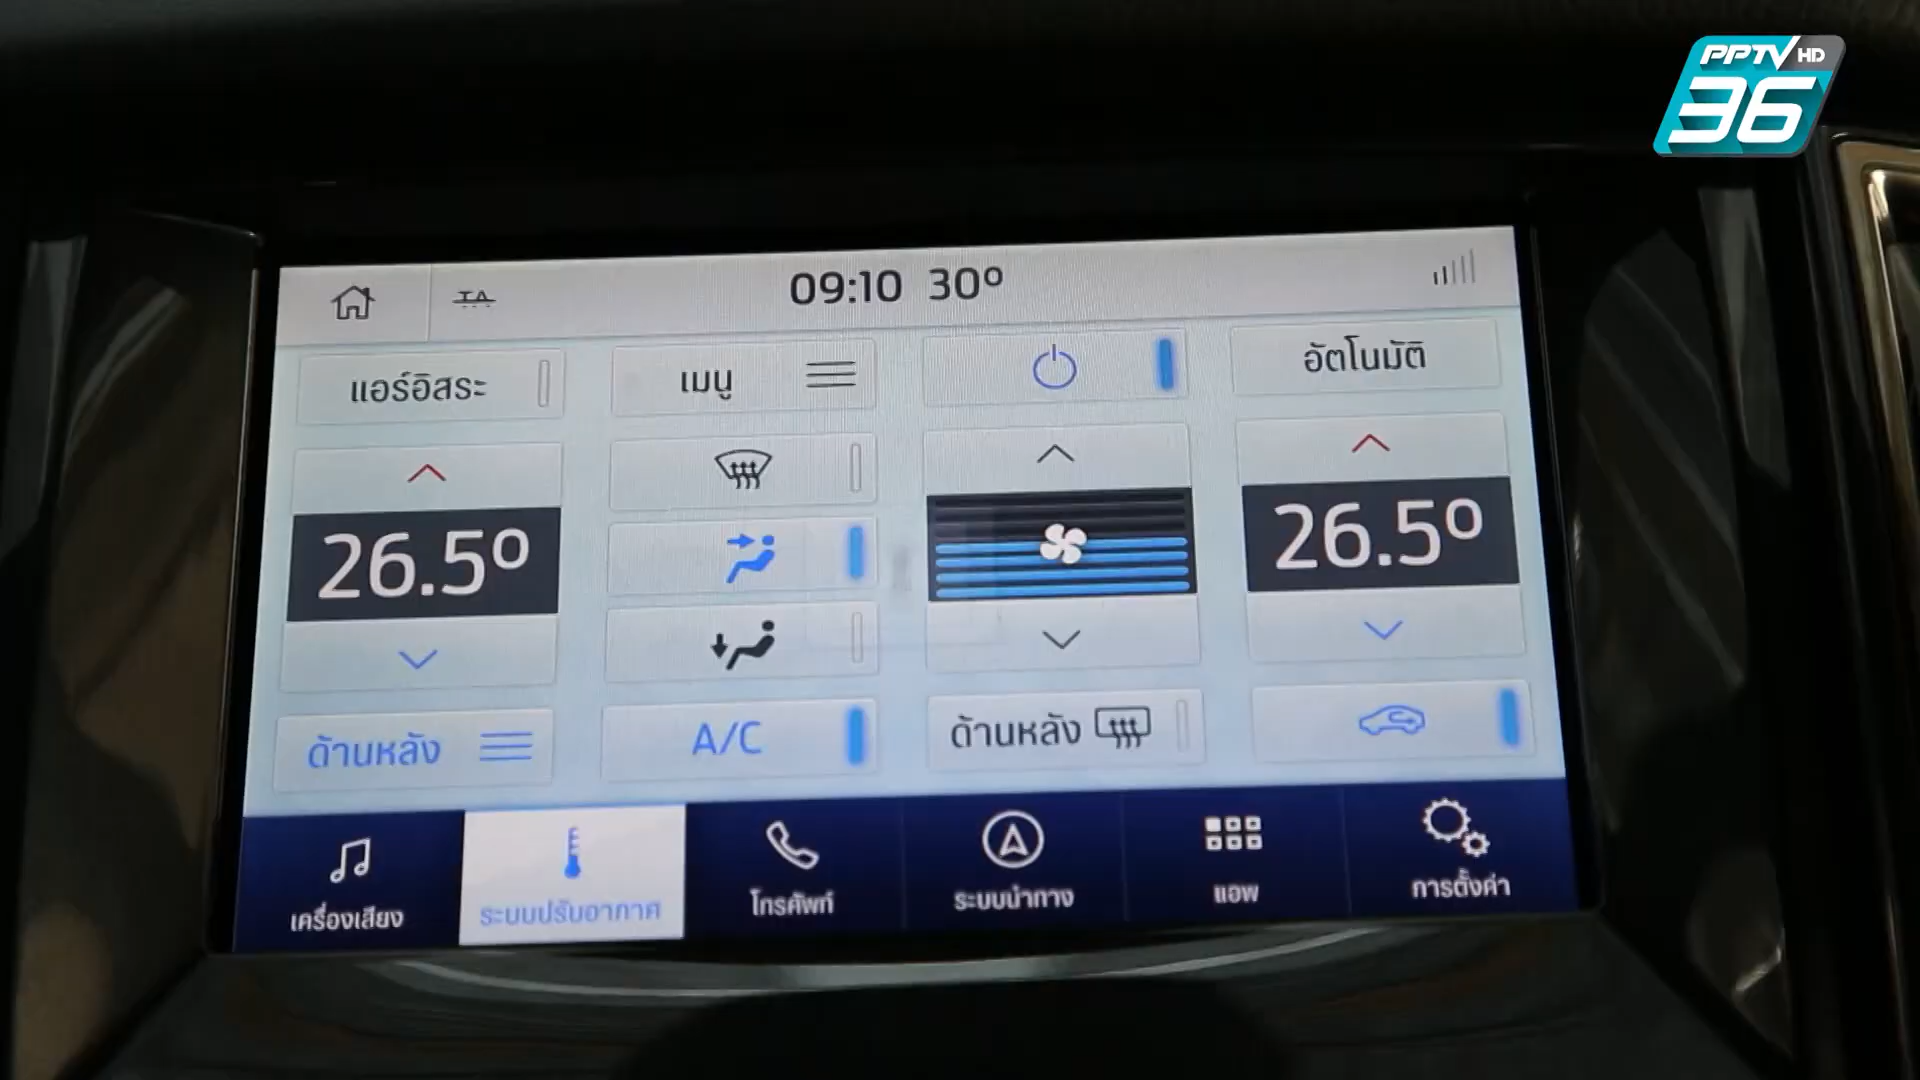 PPTV HD
36
TA
09:10 30º
แอร์อิสระ
เมนู
อัตโนมัติ
26.5º
26.5º
ด้านหลัง
A/C
ด้านหลัง
เครื่องเสียง
ระบบปรับอากาศ
โทรศัพท์
ระบบนำทาง
แอพ
การตั้งค่า